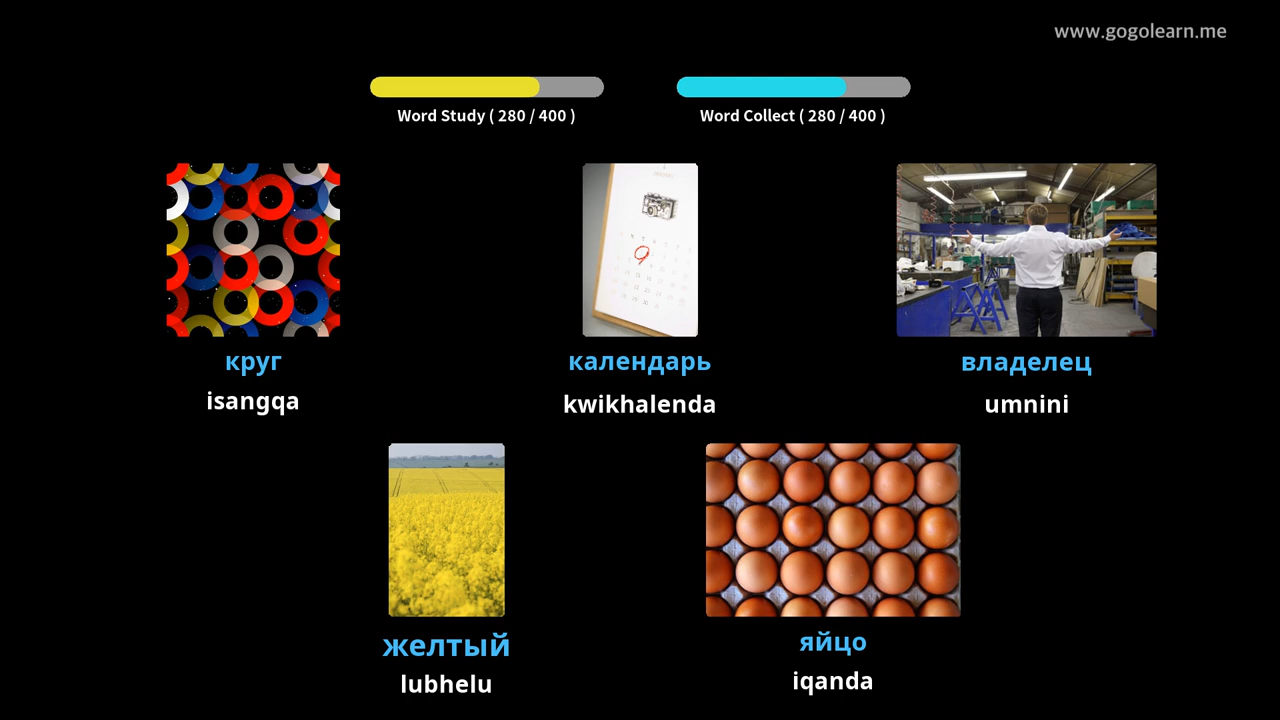 www.gogolearn.me
Word Study ( 280 / 400 )
Word Collect ( 280 / 400 )
круг
календарь
владелец
isangqa
kwikhalenda
umnini
желтый
яйцо
lubhelu
iqanda